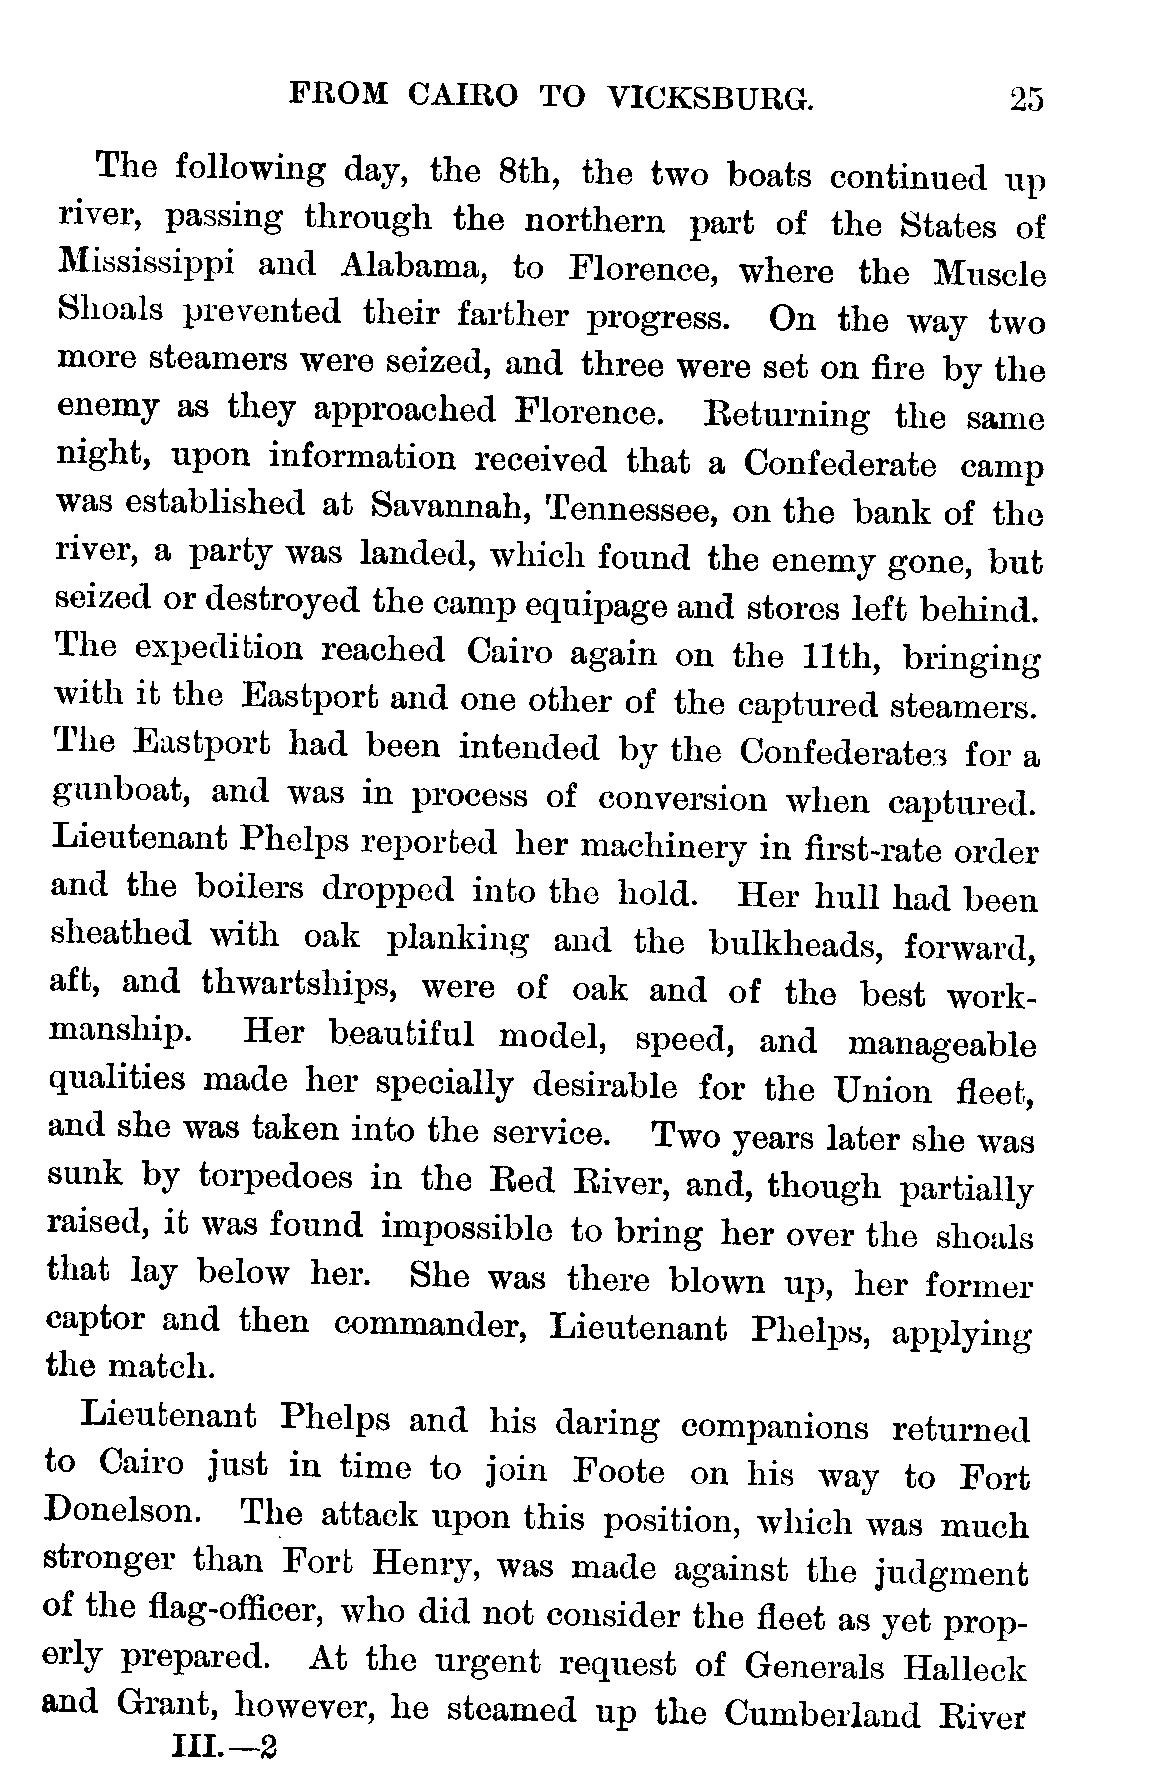 FROM CAIRO TO VICKSBURG. 25
The following day, the 8th, the two boats continued up
river, passing through the northern part of the States of
Mississippi and Alabama, to Florence, where the Muscle
Shoals prevented their farther progress. On the way two
more steamers were seized, and three were set on fire by the
enemy as they approached Florence. Returning the same
night, upon information received that a Confederate camp
was established at Savannah, Tennessee, on the bank of the
river, a party was landed, which found the enemy gone, but
seized or destroyed the camp equipage and stores left behind.
The expedition reached Cairo again on the 11th, bringing
with it the Eastport and one other of the captured steamers.
The Eastport had been intended by the Confederates for a
gunboat, and was in process of conversion when captured.
Lieutenant Phelps reported her machinery in first-rate order
and the boilers dropped into the hold. Her hull had been
sheathed with oak planking and the bulkheads, forward,
aft, and thwartships, were of oak and of the best work-
manship. Her beautiful model, speed, and manageable
qualities made her specially desirable for the Union fleet,
and she was taken into the service. Two years later she was
sunk by torpedoes in the Red River, and, though partially
raised, it was found impossible to bring her over the shoals
that lay below her. She was there blown up, her former
captor and then commander, Lieutenant Phelps, applying
the match.
Lieutenant Phelps and his daring companions returned
to Cairo just in time to join Foote on his way to Fort
Donelson. The attack upon this position, which was much
stronger than Fort Henry, was made against the judgment
of the flag-officer, who did not consider the fleet as yet prop-
erly prepared. At the urgent request of Generals Halleck
and Grant, however, he steamed up the Cumberland River
III.—2